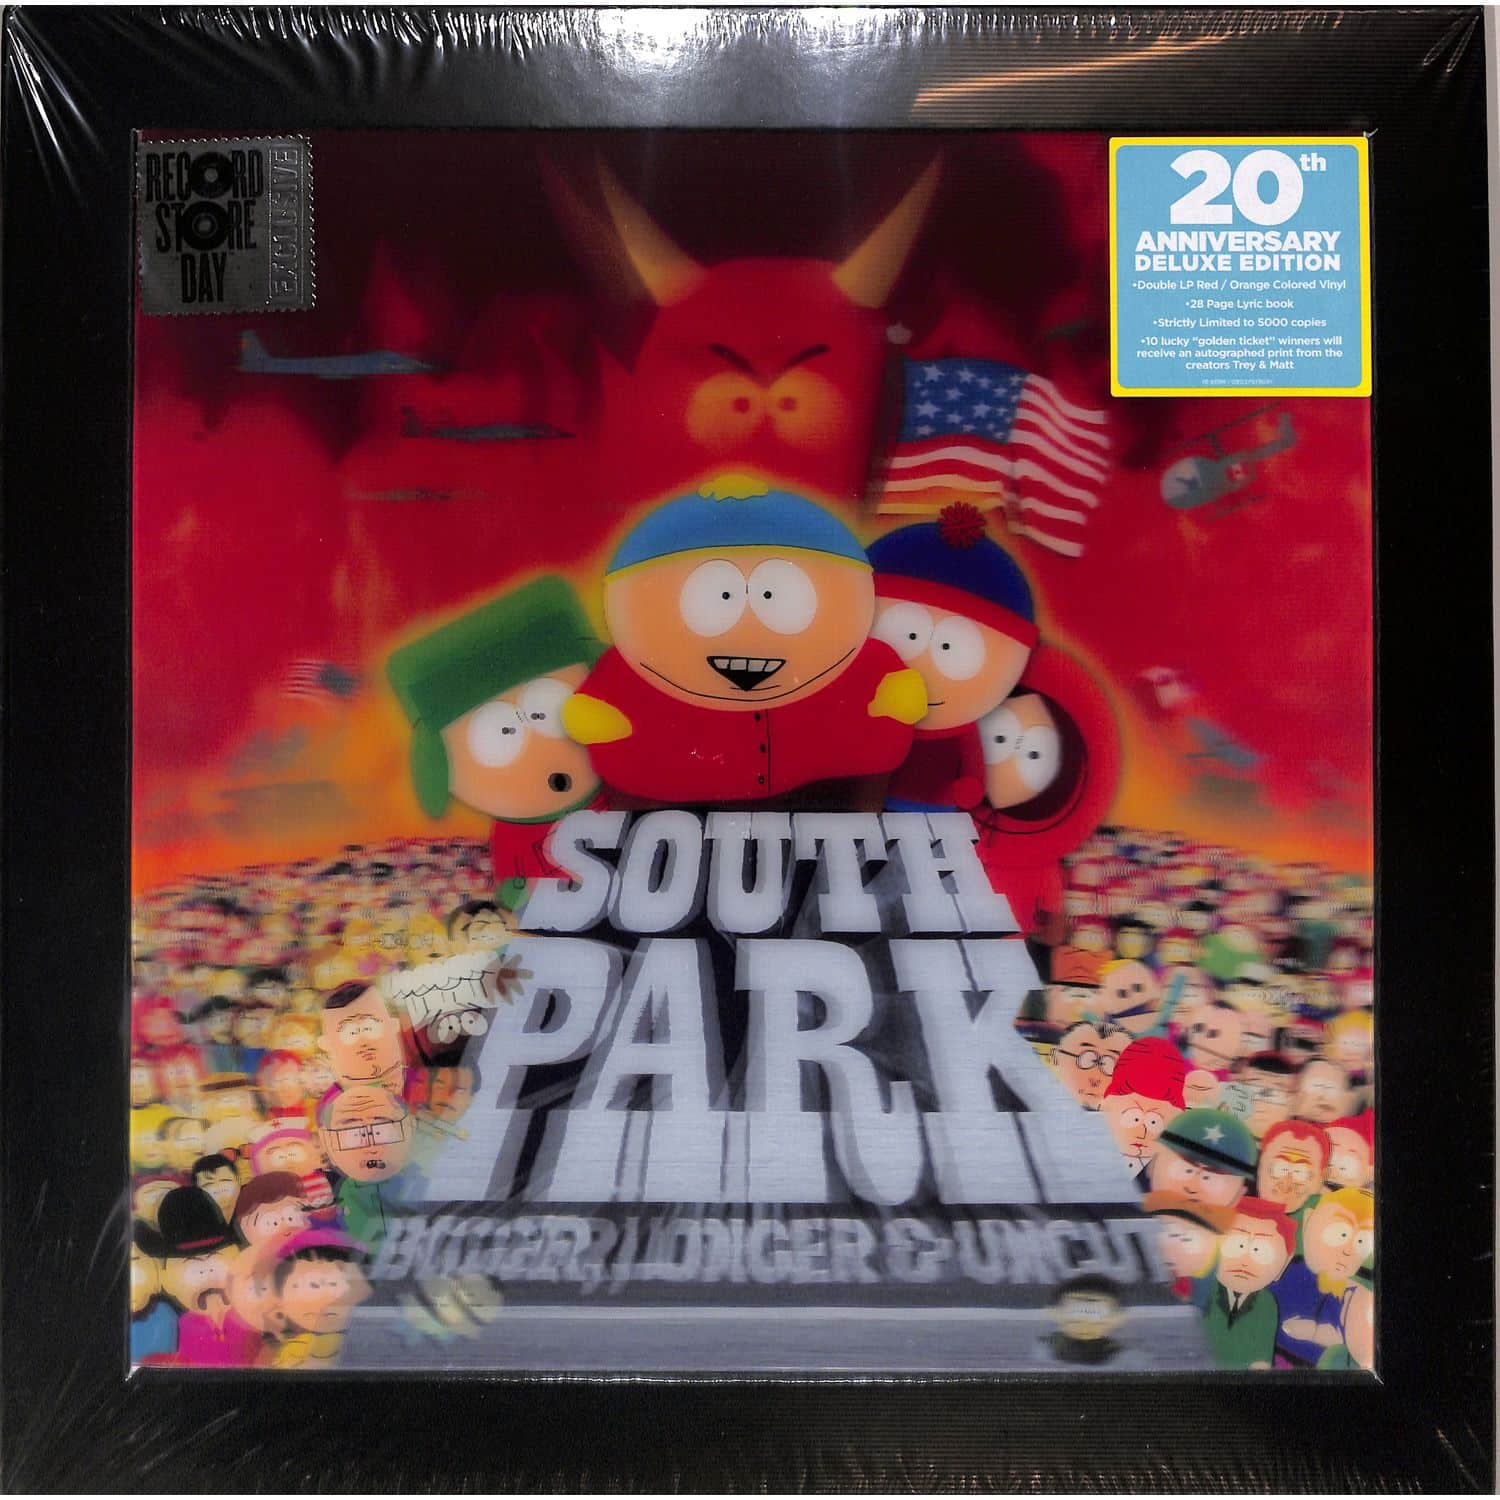 RECORD
STORE
DAY
EXCLUSIVE
20th
ANNIVERSARY
DELUXE EDITION
•Double LP Red / Orange Colored Vinyl
•28 Page Lyric book
•Strictly Limited to 5000 copies
•10 lucky "golden ticket" winners will
receive an autographed print from the
creators Trey & Matt
SOUTH
PARK
BIGGER, LONGER & UNCUT